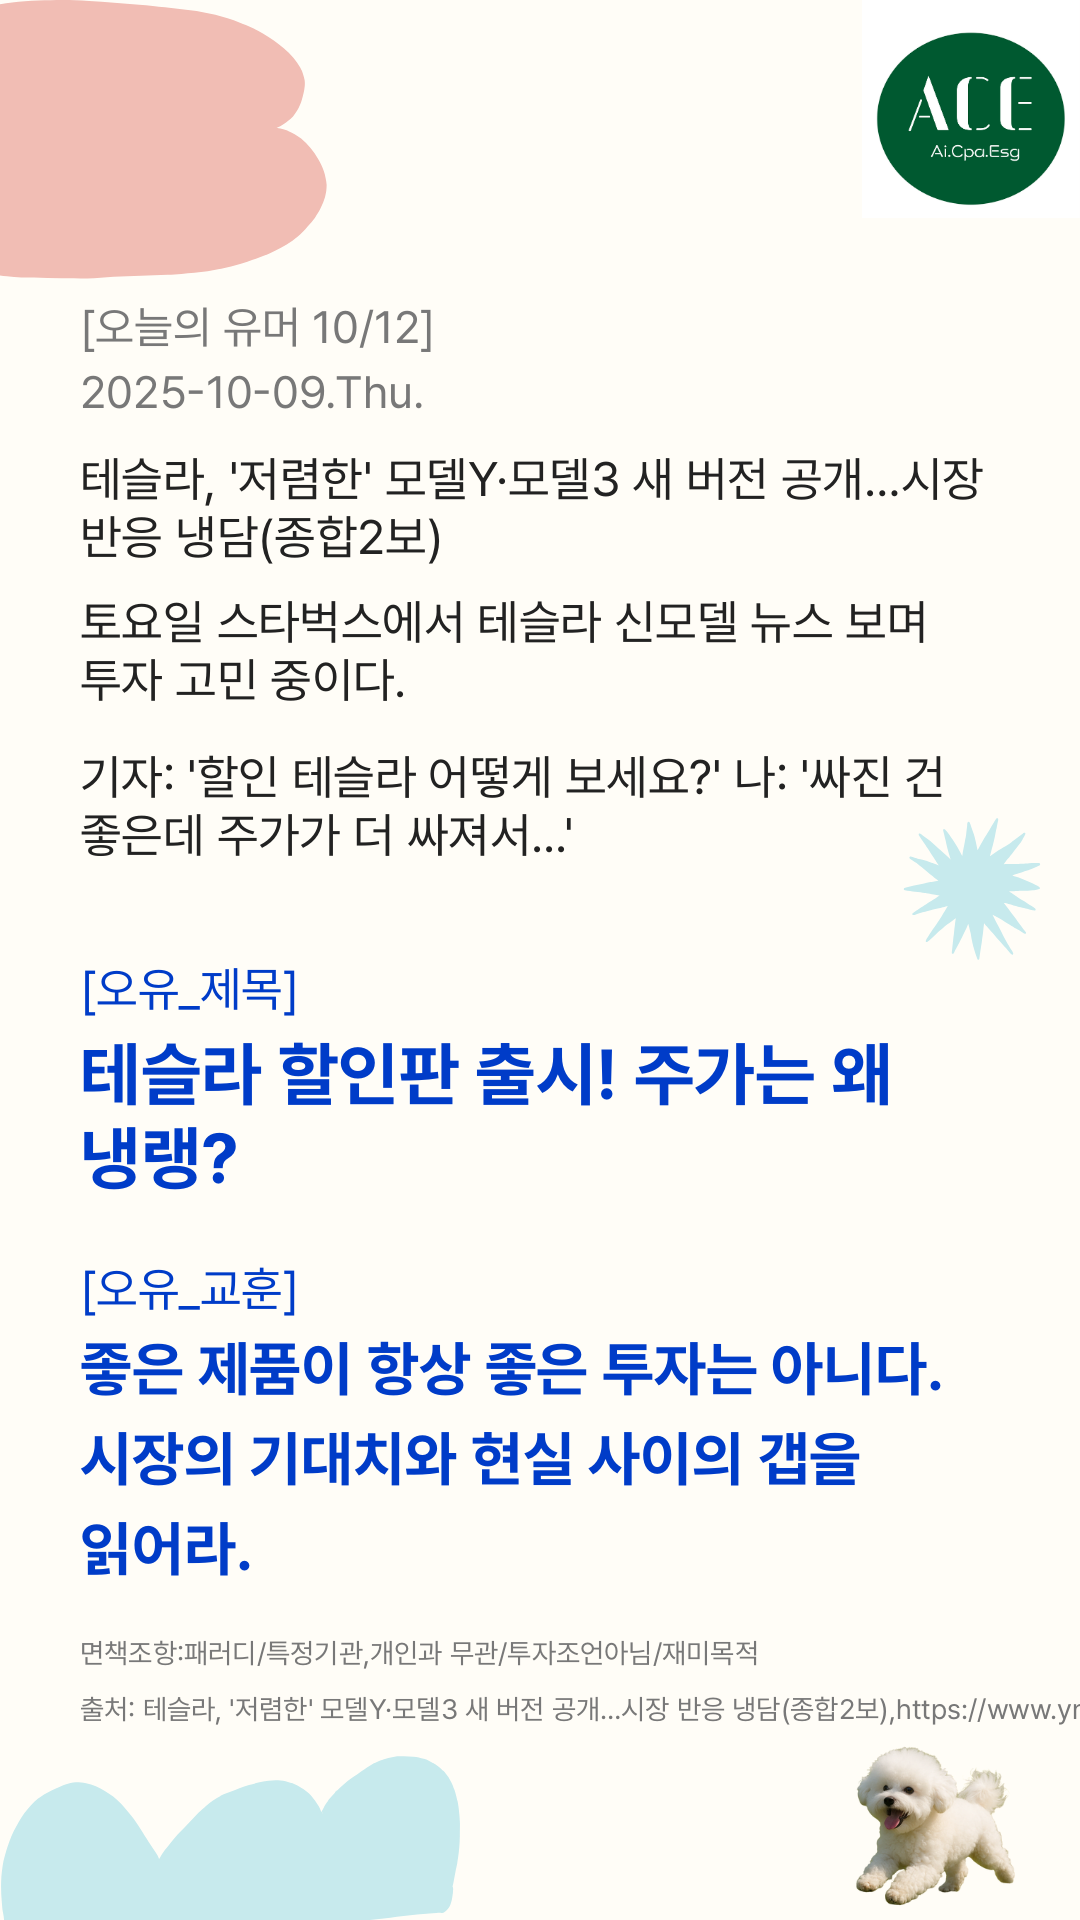 ACE
Ai.Cpa.Esg
[오늘의 유머 10/12]
2025-10-09.Thu.
테슬라, '저렴한' 모델Y·모델3 새 버전 공개...시장
반응 냉담(종합2보)
토요일 스타벅스에서 테슬라 신모델 뉴스 보며
투자 고민 중이다.
기자: '할인 테슬라 어떻게 보세요?' 나: '싸진 건
좋은데 주가가 더 싸져서...'
[오유_제목]
테슬라 할인판 출시! 주가는 왜
냉랭?
[오유_교훈]
좋은 제품이 항상 좋은 투자는 아니다.
시장의 기대치와 현실 사이의 갭을
읽어라.
면책조항:패러디/특정기관,개인과 무관/투자조언아님/재미목적
출처: 테슬라, '저렴한' 모델Y·모델3 새 버전 공개...시장 반응 냉담(종합2보),https://www.yn